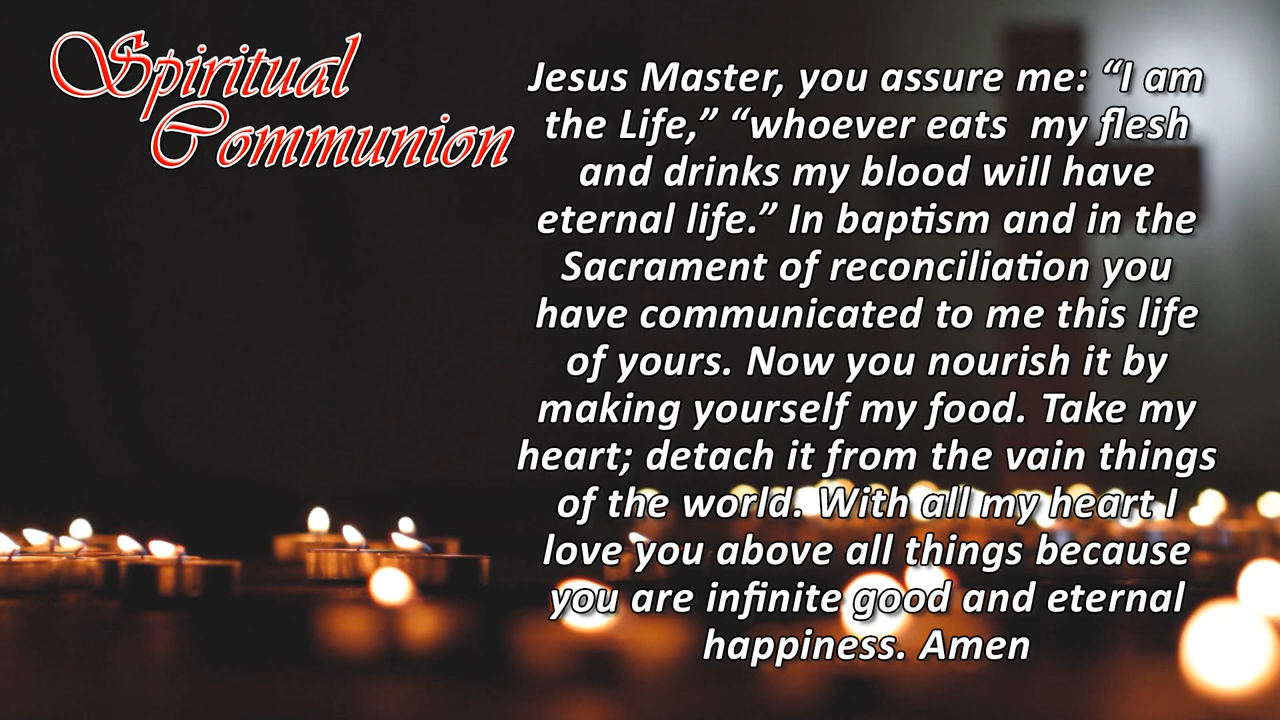 Spiritual
Communion
Jesus Master, you assure me: “I am
the Life,” “whoever eats  my flesh
and drinks my blood will have
eternal life.” In baptism and in the
Sacrament of reconciliation you
have communicated to me this life
of yours. Now you nourish it by
making yourself my food. Take my
heart; detach it from the vain things
of the world. With all my heart I
love you above all things because
you are infinite good and eternal
happiness. Amen